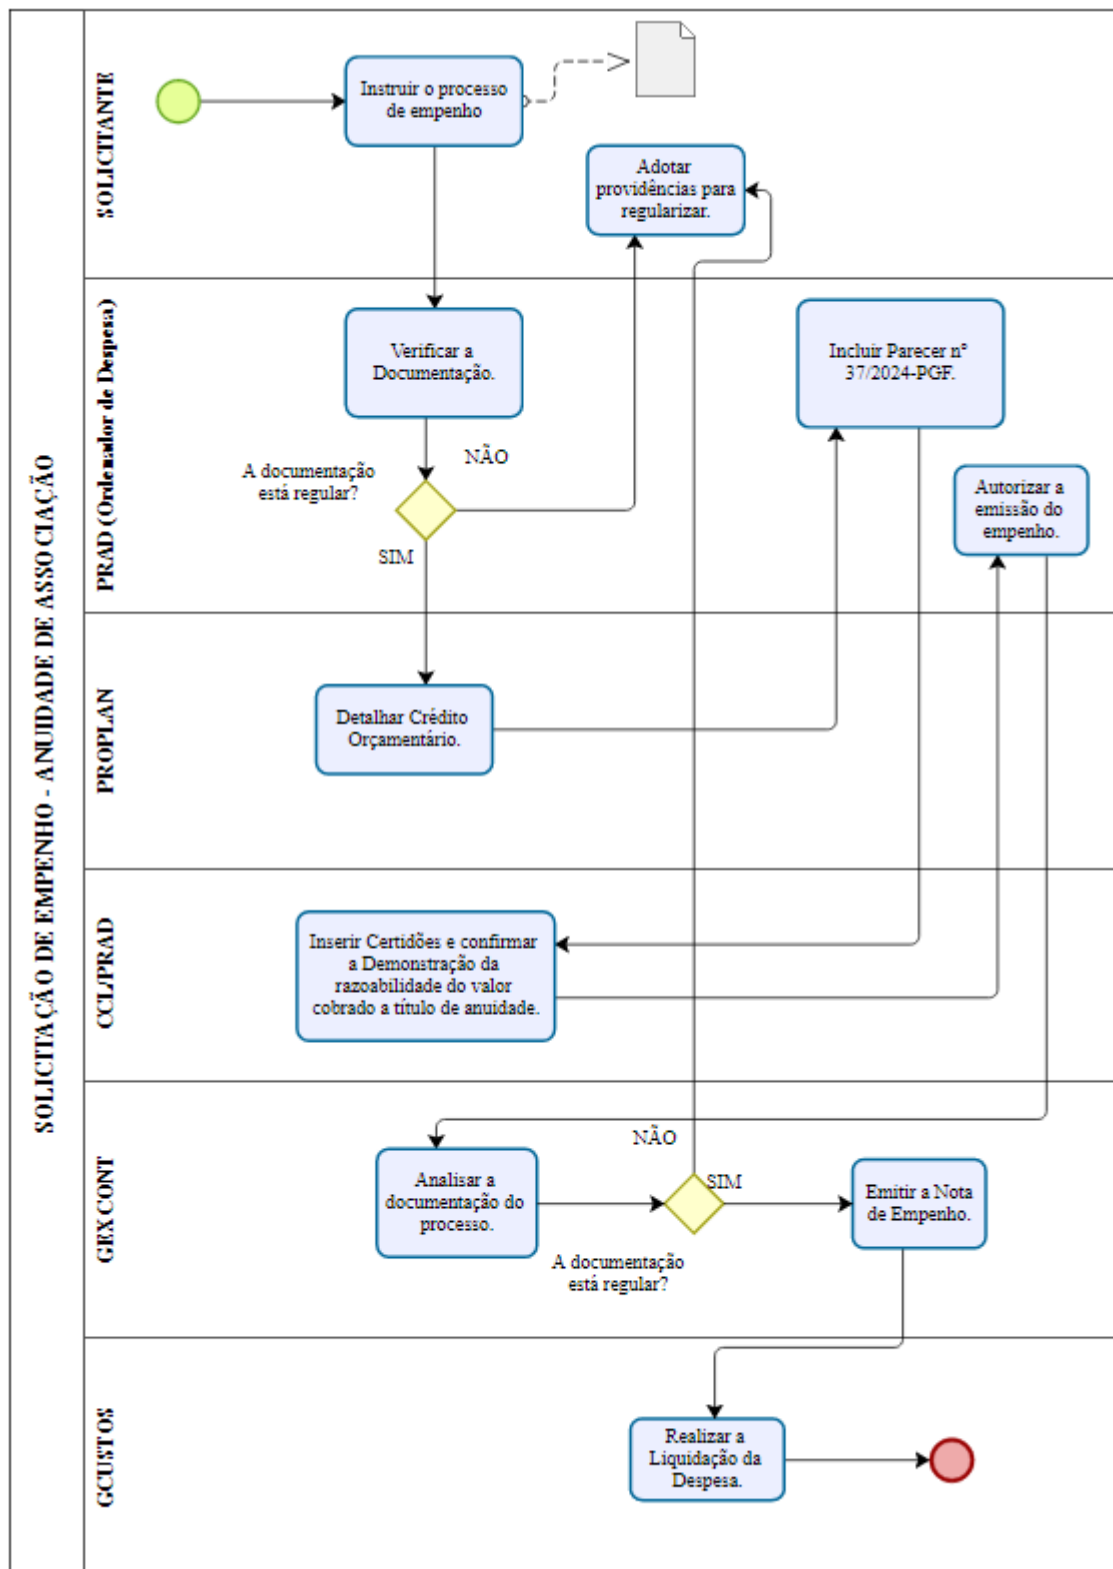 SOLICITAÇÃO DE EMPENHO - ANUIDADE DE ASSOCIAÇÃO
SOLICITANTE
Instruir o processo
de empenho
Adotar
providências para
regularizar.
PRAD (Ordenador de Despesa)
Verificar a
Documentação.
A documentação
está regular?
NÃO
SIM
Incluir Parecer nº
37/2024-PGF.
Autorizar a
emissão do
empenho.
PROPLAN
Detalhar Crédito
Orçamentário.
CCL/PRAD
Inserir Certidões e confirmar
a Demonstração da
razoabilidade do valor
cobrado a título de anuidade.
GEXCONT
Analisar a
documentação do
processo.
NÃO
SIM
A documentação
está regular?
Emitir a Nota
de Empenho.
GCUSTOS
Realizar a
Liquidação da
Despesa.